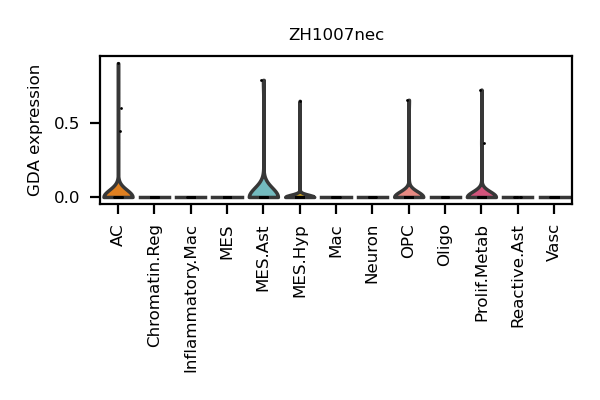 ZH1007nec
GDA expression
0.5
0.0
AC
Chromatin.Reg
Inflammatory.Mac
MES
MES.Ast
MES.Hyp
Mac
Neuron
OPC
Oligo
Prolif.Metab
Reactive.Ast
Vasc